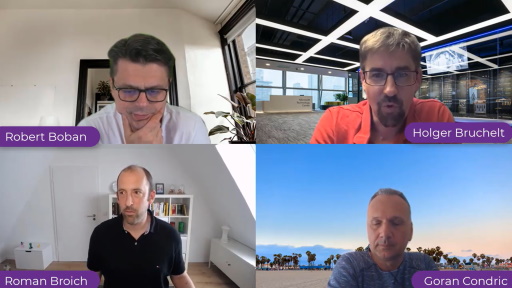 Robert Boban
Holger Bruchelt
Roman Broich
Goran Condric